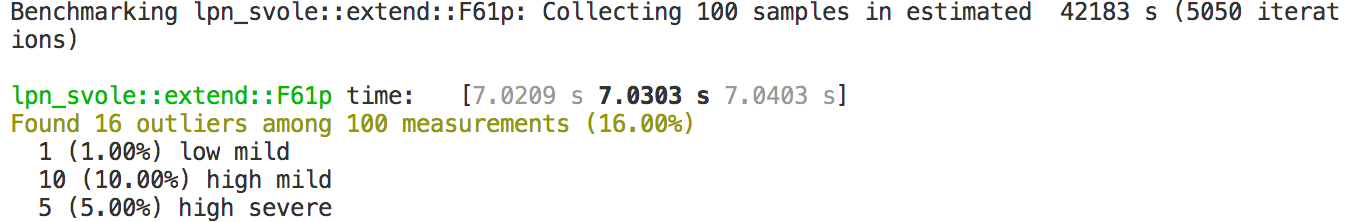 Benchmarking lpn_svole::extend::F61p: Collecting 100 samples in estimated  42183 s (5050 iterat
ions)
lpn_svole::extend::F61p time:   [7.0209 s 7.0303 s 7.0403 s]
Found 16 outliers among 100 measurements (16.00%)
  1 (1.00%) low mild
  10 (10.00%) high mild
  5 (5.00%) high severe